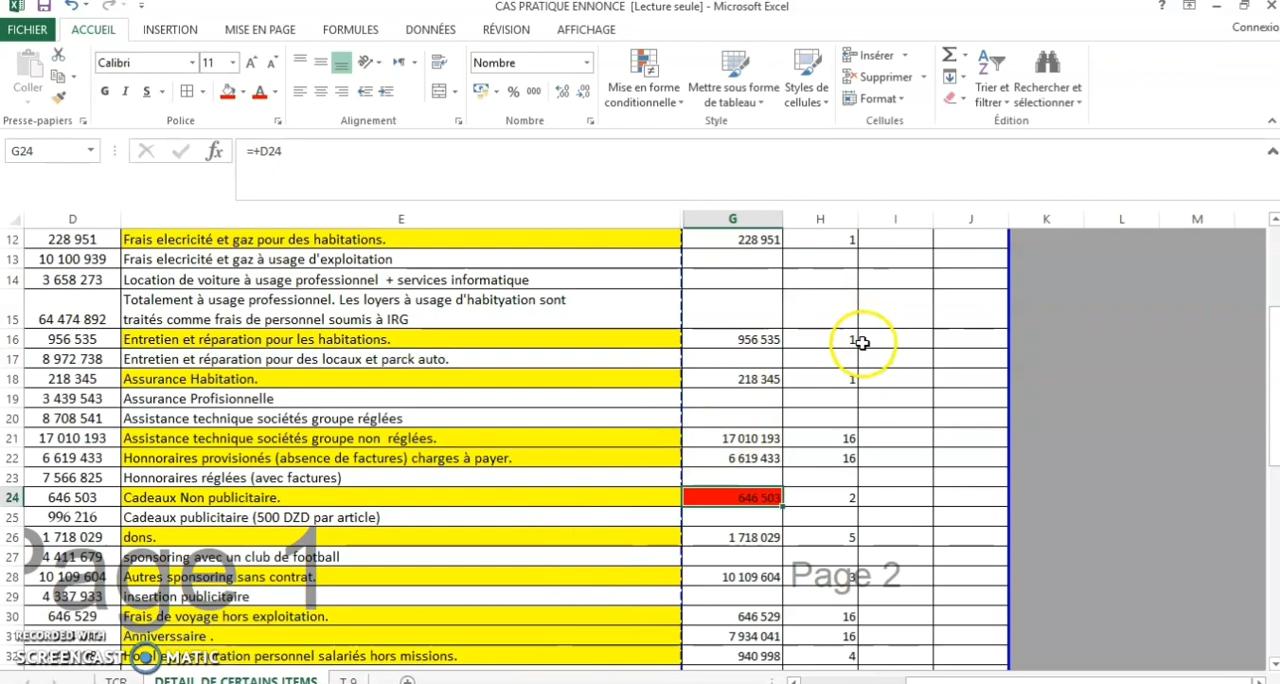 CAS PRATIQUE ENNONCE [Lecture seule] - Microsoft Excel
FICHIER ACCUEIL INSERTION MISE EN PAGE FORMULES DONNÉES RÉVISION AFFICHAGE Connexio
Coller
Calibri 11
G I S
Nombre
% 000
Mise en forme conditionnelle
Mettre sous forme de tableau
Styles de cellules
Insérer
Supprimer
Format
Trier et filtrer
Rechercher et sélectionner
Presse-papiers Police Alignement Nombre Style Cellules Édition
G24 fx =+D24
D E G H I J K L M
12 228 951 Frais elecricité et gaz pour des habitations. 228 951 1
13 10 100 939 Frais elecricité et gaz à usage d'exploitation
14 3 658 273 Location de voiture à usage professionnel + services informatique
Totalement à usage professionnel. Les loyers à usage d'habityation sont
15 64 474 892 traités comme frais de personnel soumis à IRG
16 956 535 Entretien et réparation pour les habitations. 956 535 1
17 8 972 738 Entretien et réparation pour des locaux et parck auto.
18 218 345 Assurance Habitation. 218 345 1
19 3 439 543 Assurance Profisionnelle
20 8 708 541 Assistance technique sociétés groupe réglées
21 17 010 193 Assistance technique sociétés groupe non réglées. 17 010 193 16
22 6 619 433 Honnoraires provisionés (absence de factures) charges à payer. 6 619 433 16
23 7 566 825 Honnoraires réglées (avec factures)
24 646 503 Cadeaux Non publicitaire. 646 503 2
25 996 216 Cadeaux publicitaire (500 DZD par article)
26 1 718 029 dons. 1 718 029 5
27 4 411 679 sponsoring avec un club de football
28 10 109 604 Autres sponsoring sans contrat. 10 109 604 3
29 4 337 933 insertion publicitaire
30 646 529 Frais de voyage hors exploitation. 646 529 16
Anniverssaire . 7 934 041 16
32 personnel salariés hors missions. 940 998 4
Page 1
Page 2
RECORDED WITH
SCREENCAST MATIC
TCR DETAIL DE CERTAINS ITEMS T 9